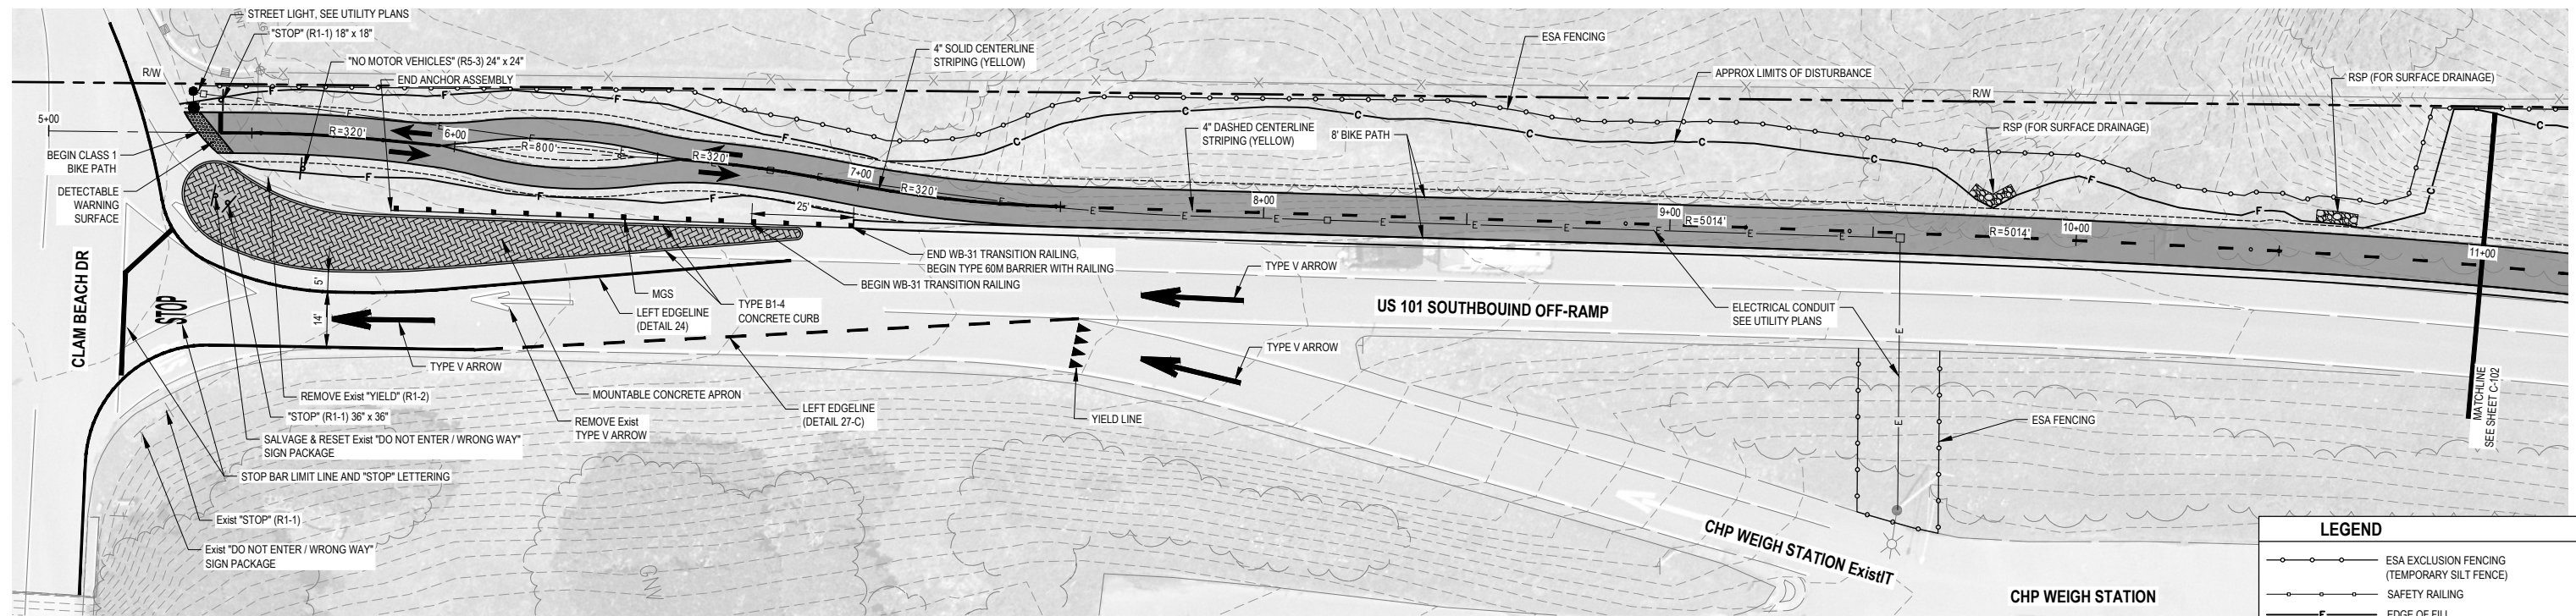 STREET LIGHT, SEE UTILITY PLANS
"STOP" (R1-1) 18" x 18"
"NO MOTOR VEHICLES" (R5-3) 24" x 24"
END ANCHOR ASSEMBLY
4" SOLID CENTERLINE
STRIPING (YELLOW)
ESA FENCING
APPROX LIMITS OF DISTURBANCE
RSP (FOR SURFACE DRAINAGE)
R/W
R/W
5+00
R=320'
6+00
R=800'
R=320'
7+00
R=320'
4" DASHED CENTERLINE
STRIPING (YELLOW)
8' BIKE PATH
RSP (FOR SURFACE DRAINAGE)
8+00
9+00
R=5014'
R=5014'
10+00
11+00
BEGIN CLASS 1
BIKE PATH
DETECTABLE
WARNING
SURFACE
25'
END WB-31 TRANSITION RAILING,
BEGIN TYPE 60M BARRIER WITH RAILING
BEGIN WB-31 TRANSITION RAILING
TYPE V ARROW
MGS
TYPE B1-4
CONCRETE CURB
LEFT EDGELINE
(DETAIL 24)
US 101 SOUTHBOUIND OFF-RAMP
ELECTRICAL CONDUIT
SEE UTILITY PLANS
CLAM BEACH DR
STOP
5'
14'
TYPE V ARROW
TYPE V ARROW
REMOVE Exist "YIELD" (R1-2)
"STOP" (R1-1) 36" x 36"
SALVAGE & RESET Exist "DO NOT ENTER / WRONG WAY"
SIGN PACKAGE
STOP BAR LIMIT LINE AND "STOP" LETTERING
MOUNTABLE CONCRETE APRON
REMOVE Exist
TYPE V ARROW
LEFT EDGELINE
(DETAIL 27-C)
YIELD LINE
ESA FENCING
MATCHLINE
SEE SHEET C-102
Exist "STOP" (R1-1)
Exist "DO NOT ENTER / WRONG WAY"
SIGN PACKAGE
CHP WEIGH STATION ExistIT
CHP WEIGH STATION
LEGEND
ESA EXCLUSION FENCING
(TEMPORARY SILT FENCE)
SAFETY RAILING
F EDGE OF FILL